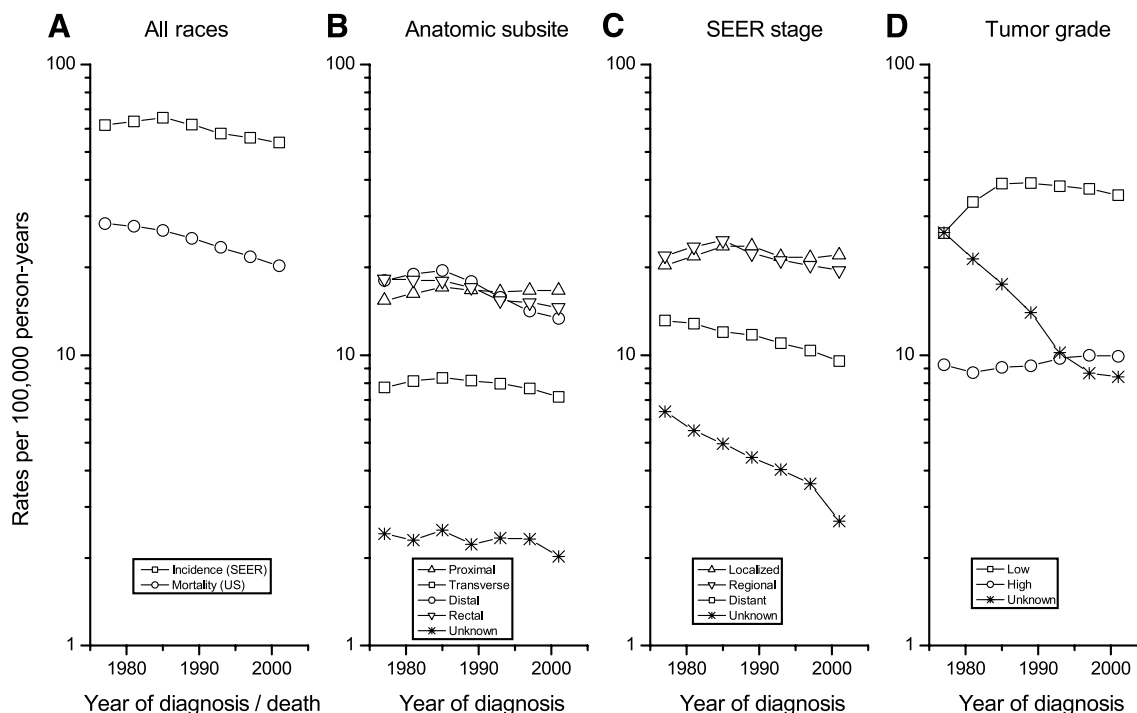 A All races
B Anatomic subsite
C SEER stage
D Tumor grade
Rates per 100,000 person-years
100
10
1
Incidence (SEER)
Mortality (US)
1980 1990 2000
Year of diagnosis / death
100
10
1
Proximal
Transverse
Distal
Rectal
Unknown
1980 1990 2000
Year of diagnosis
100
10
1
Localized
Regional
Distant
Unknown
1980 1990 2000
Year of diagnosis
100
10
1
Low
High
Unknown
1980 1990 2000
Year of diagnosis